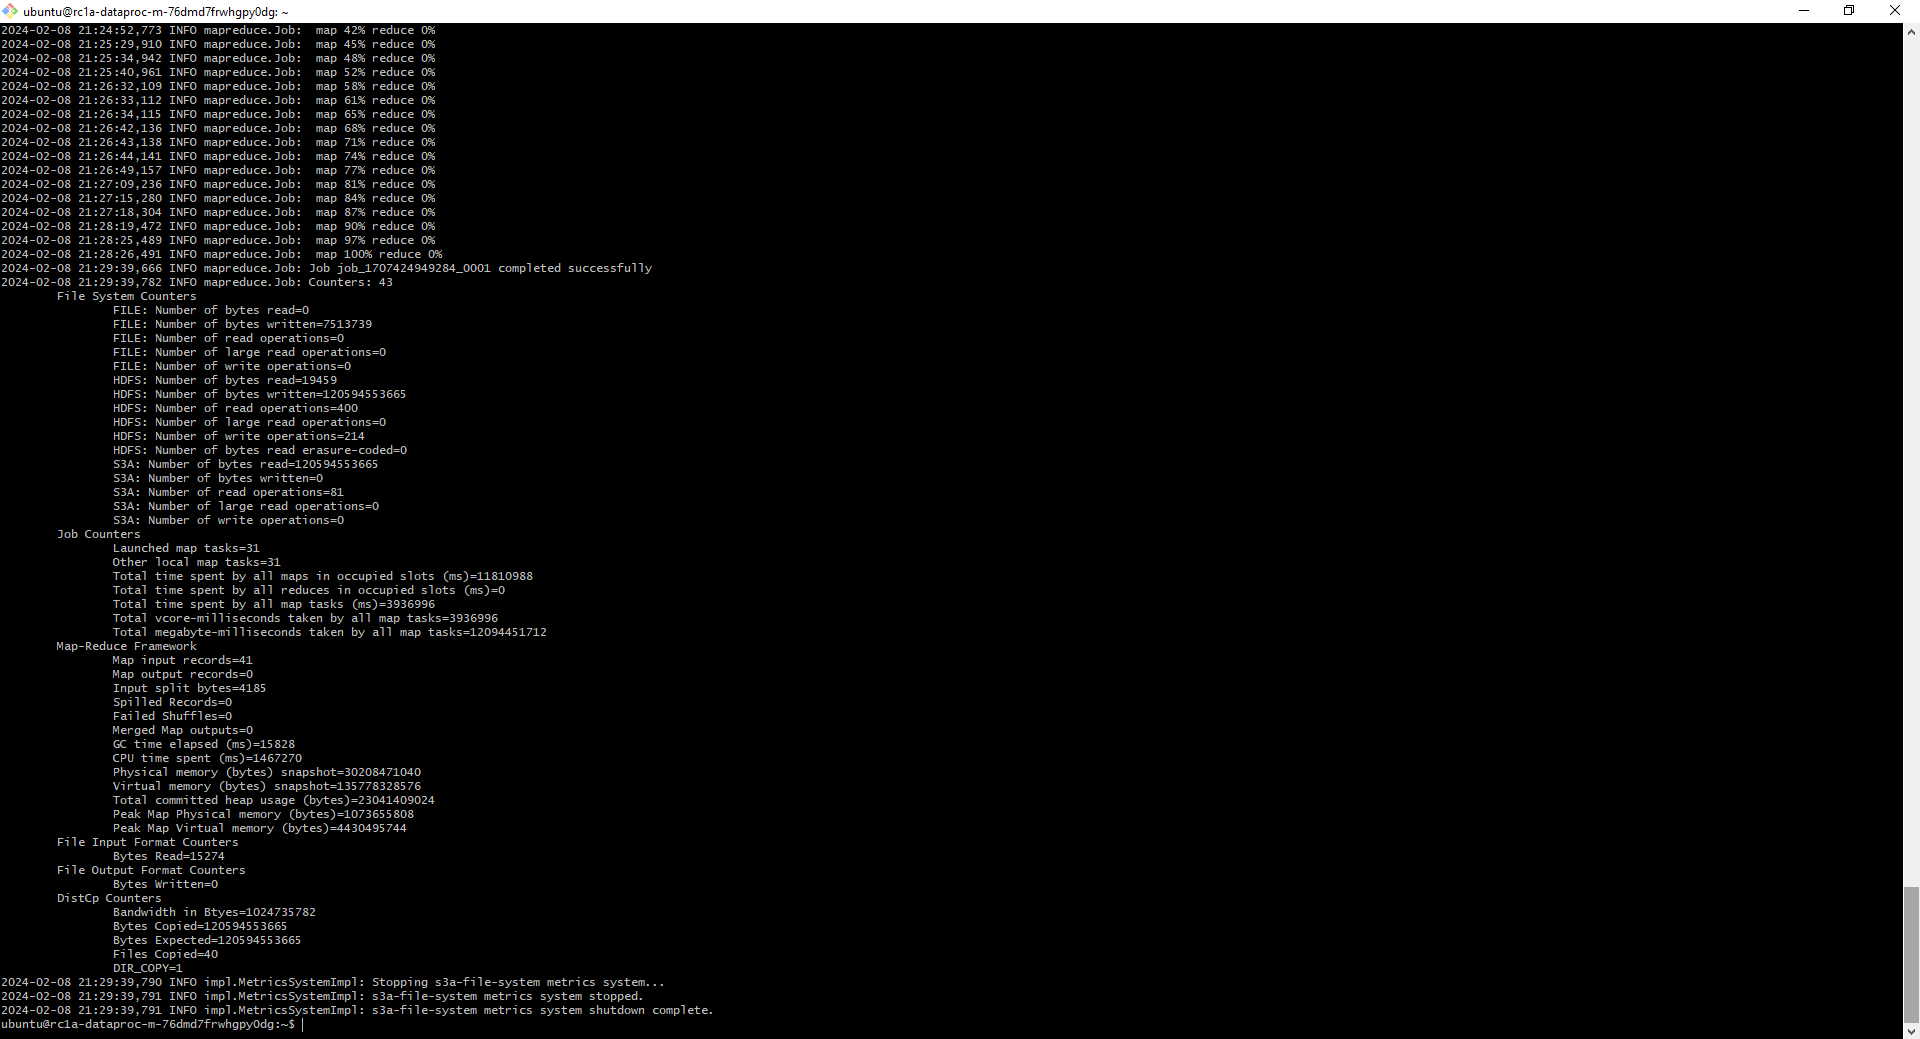 ubuntu@rc1a-dataproc-m-76dmd7frwhgpy0dg: ~
2024-02-08 21:24:52,773 INFO mapreduce.Job:  map 42% reduce 0%
2024-02-08 21:25:29,910 INFO mapreduce.Job:  map 45% reduce 0%
2024-02-08 21:25:34,942 INFO mapreduce.Job:  map 48% reduce 0%
2024-02-08 21:25:40,961 INFO mapreduce.Job:  map 52% reduce 0%
2024-02-08 21:26:32,109 INFO mapreduce.Job:  map 58% reduce 0%
2024-02-08 21:26:33,112 INFO mapreduce.Job:  map 61% reduce 0%
2024-02-08 21:26:34,115 INFO mapreduce.Job:  map 65% reduce 0%
2024-02-08 21:26:42,136 INFO mapreduce.Job:  map 68% reduce 0%
2024-02-08 21:26:43,138 INFO mapreduce.Job:  map 71% reduce 0%
2024-02-08 21:26:44,141 INFO mapreduce.Job:  map 74% reduce 0%
2024-02-08 21:26:49,157 INFO mapreduce.Job:  map 77% reduce 0%
2024-02-08 21:27:09,236 INFO mapreduce.Job:  map 81% reduce 0%
2024-02-08 21:27:15,280 INFO mapreduce.Job:  map 84% reduce 0%
2024-02-08 21:27:18,304 INFO mapreduce.Job:  map 87% reduce 0%
2024-02-08 21:28:19,472 INFO mapreduce.Job:  map 90% reduce 0%
2024-02-08 21:28:25,489 INFO mapreduce.Job:  map 97% reduce 0%
2024-02-08 21:28:26,491 INFO mapreduce.Job:  map 100% reduce 0%
2024-02-08 21:29:39,666 INFO mapreduce.Job: Job job_1707424949284_0001 completed successfully
2024-02-08 21:29:39,782 INFO mapreduce.Job: Counters: 43
File System Counters
FILE: Number of bytes read=0
FILE: Number of bytes written=7513739
FILE: Number of read operations=0
FILE: Number of large read operations=0
FILE: Number of write operations=0
HDFS: Number of bytes read=19459
HDFS: Number of bytes written=120594553665
HDFS: Number of read operations=400
HDFS: Number of large read operations=0
HDFS: Number of write operations=214
HDFS: Number of bytes read erasure-coded=0
S3A: Number of bytes read=120594553665
S3A: Number of bytes written=0
S3A: Number of read operations=81
S3A: Number of large read operations=0
S3A: Number of write operations=0
Job Counters
Launched map tasks=31
Other local map tasks=31
Total time spent by all maps in occupied slots (ms)=11810988
Total time spent by all reduces in occupied slots (ms)=0
Total time spent by all map tasks (ms)=3936996
Total vcore-milliseconds taken by all map tasks=3936996
Total megabyte-milliseconds taken by all map tasks=12094451712
Map-Reduce Framework
Map input records=41
Map output records=0
Input split bytes=4185
Spilled Records=0
Failed Shuffles=0
Merged Map outputs=0
GC time elapsed (ms)=15828
CPU time spent (ms)=1467270
Physical memory (bytes) snapshot=30208471040
Virtual memory (bytes) snapshot=135778328576
Total committed heap usage (bytes)=23041409024
Peak Map Physical memory (bytes)=1073655808
Peak Map Virtual memory (bytes)=4430495744
File Input Format Counters
Bytes Read=15274
File Output Format Counters
Bytes Written=0
DistCp Counters
Bandwidth in Btyes=1024735782
Bytes Copied=120594553665
Bytes Expected=120594553665
Files Copied=40
DIR_COPY=1
2024-02-08 21:29:39,790 INFO impl.MetricsSystemImpl: Stopping s3a-file-system metrics system...
2024-02-08 21:29:39,791 INFO impl.MetricsSystemImpl: s3a-file-system metrics system stopped.
2024-02-08 21:29:39,791 INFO impl.MetricsSystemImpl: s3a-file-system metrics system shutdown complete.
ubuntu@rc1a-dataproc-m-76dmd7frwhgpy0dg:~$